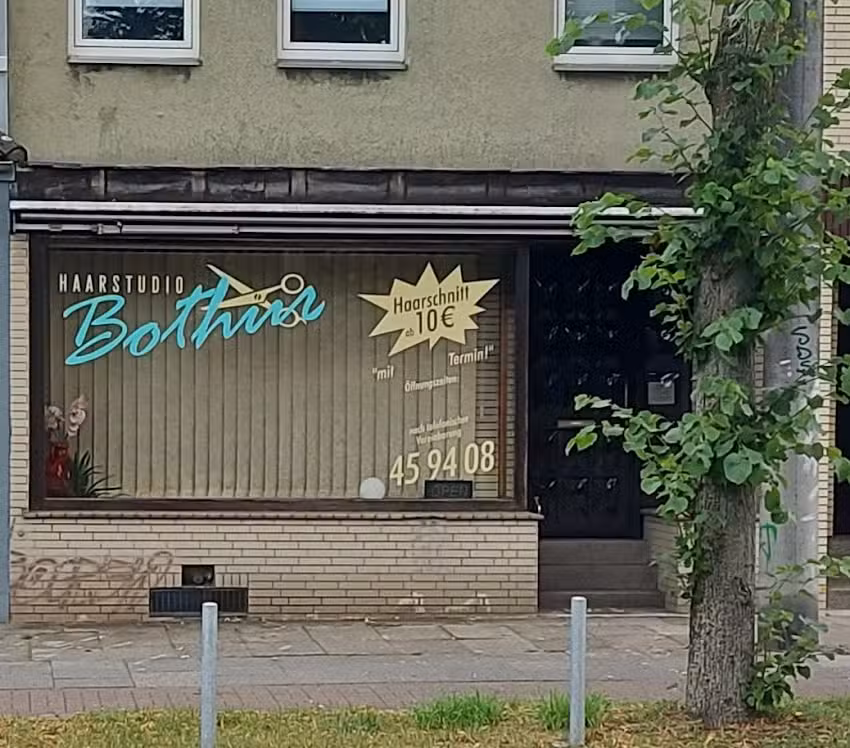 HAARSTUDIO
Bothur
Haarschnitt
ab 10€
"mit Termin!"
Öffnungszeiten:
nach telefonischer
Vereinbarung
45 94 08
OPEN